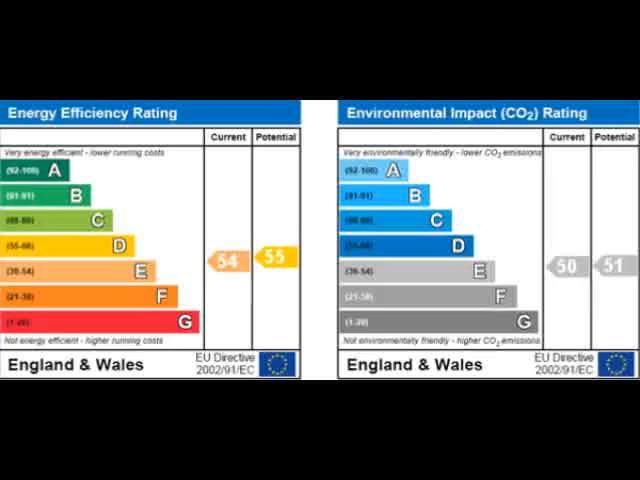 Energy Efficiency Rating
Current Potential
Very energy efficient - lower running costs
(92-100) A
(81-91) B
(69-80) C
(55-68) D
(39-54) E
(21-38) F
(1-20) G
54
55
Not energy efficient - higher running costs
England & Wales
EU Directive
2002/91/EC
Environmental Impact (CO2) Rating
Current Potential
Very environmentally friendly - lower CO2 emissions
(92-100) A
(81-91) B
(69-80) C
(55-68) D
(39-54) E
(21-38) F
(1-20) G
50
51
Not environmentally friendly - higher CO2 emissions
England & Wales
EU Directive
2002/91/EC